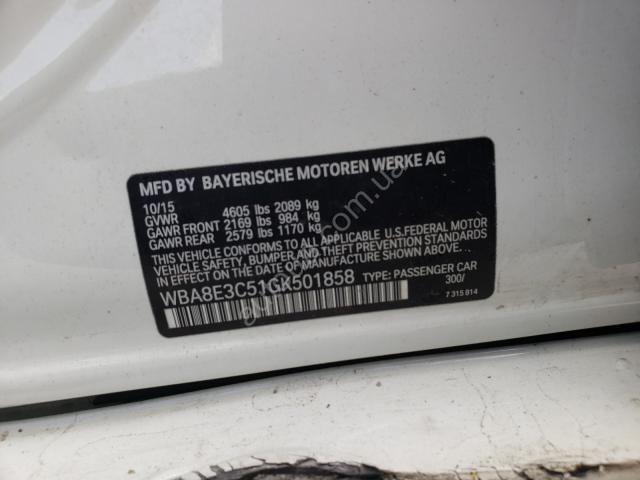 MFD BY BAYERISCHE MOTOREN WERKE AG
10/15
GVWR 4605 lbs 2089 kg
GAWR FRONT 2169 lbs 984 kg
GAWR REAR 2579 lbs 1170 kg
THIS VEHICLE CONFORMS TO ALL APPLICABLE U.S.FEDERAL MOTOR
VEHICLE SAFETY, BUMPER, AND THEFT PREVENTION STANDARDS
IN EFFECT ON THE DATE OF MANUFACTURE SHOWN ABOVE.
WBA8E3C51GK501858 TYPE: PASSENGER CAR
300/
7 315 814